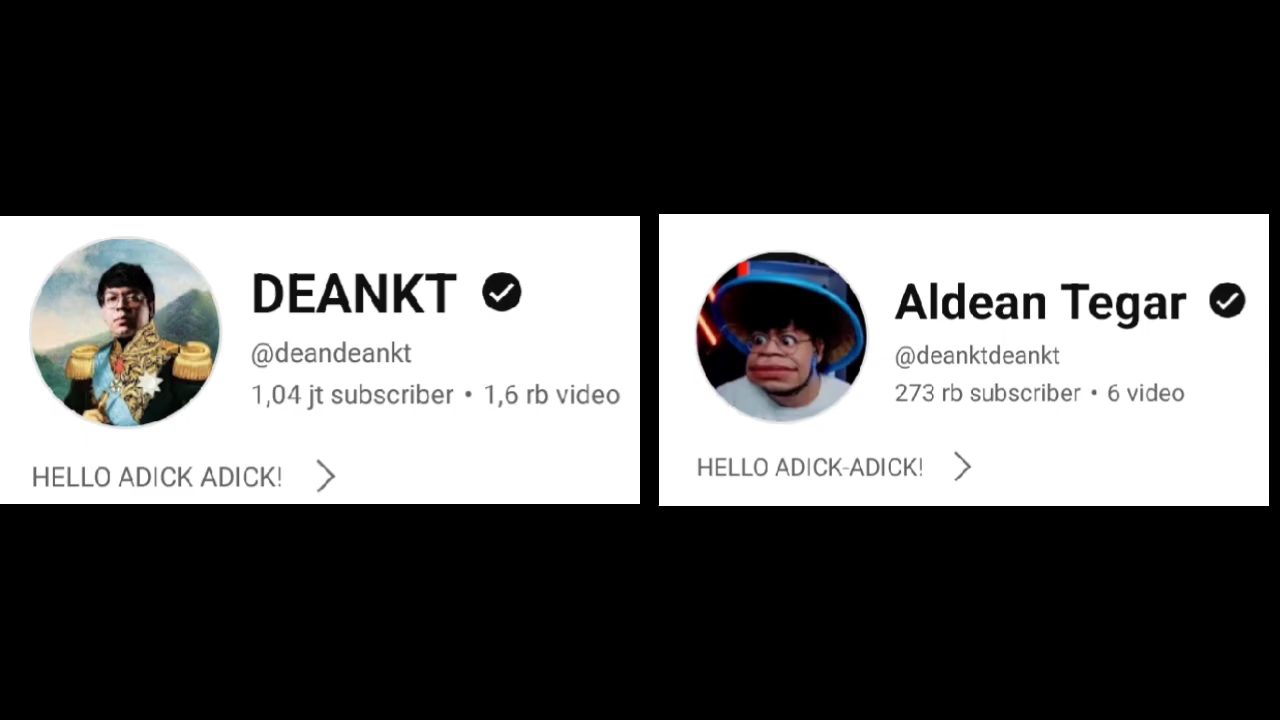 DEANKT
@deandeankt
1,04 jt subscriber • 1,6 rb video
HELLO ADICK ADICK!
Aldean Tegar
@deanktdeankt
273 rb subscriber • 6 video
HELLO ADICK-ADICK!